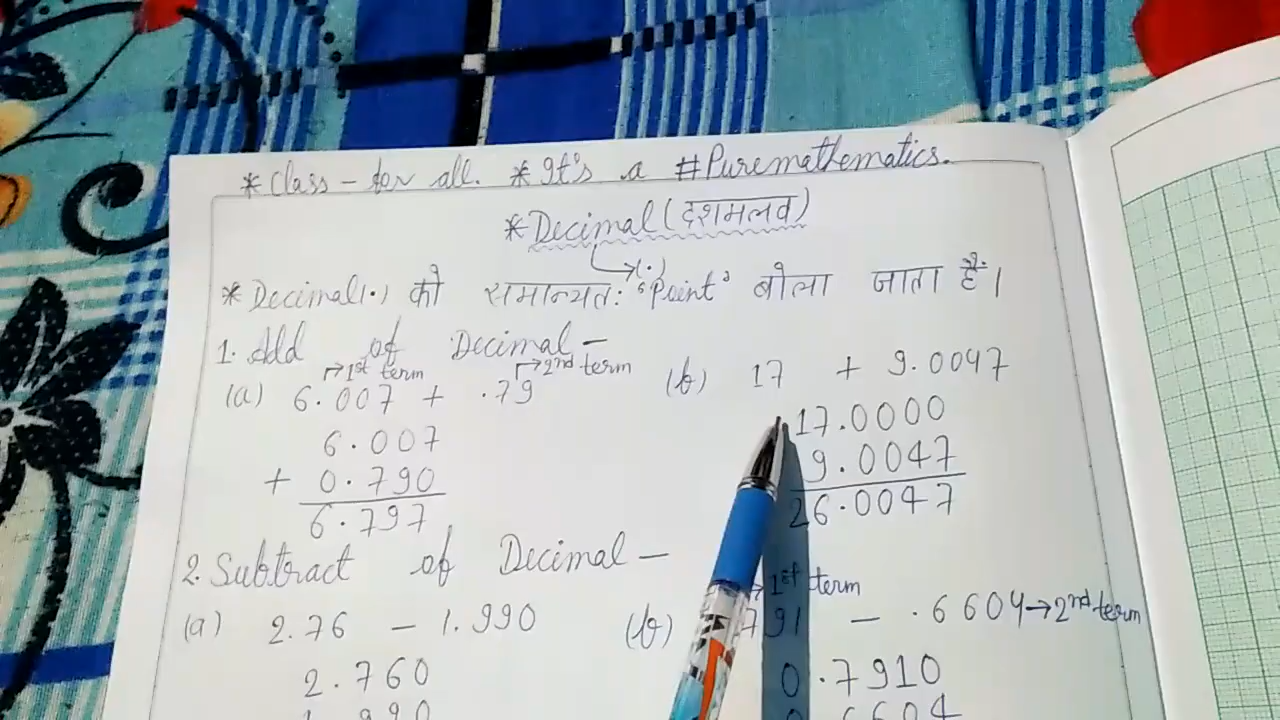 * Class - for all. * It's a #Puremathematics.
* Decimal (दशमलव)
(.)
* Decimal(.) को समान्यतः 'Point' बोला जाता है।
1. Add of Decimal -
1st term 2nd term
(a) 6.007 + .79
6.007
+ 0.790
6.797
(b) 17 + 9.0047
17.0000
9.0047
26.0047
2. Subtract of Decimal -
(a) 2.76 - 1.990
2.760
1st term
(b) 791 - .6604 → 2nd term
0.7910